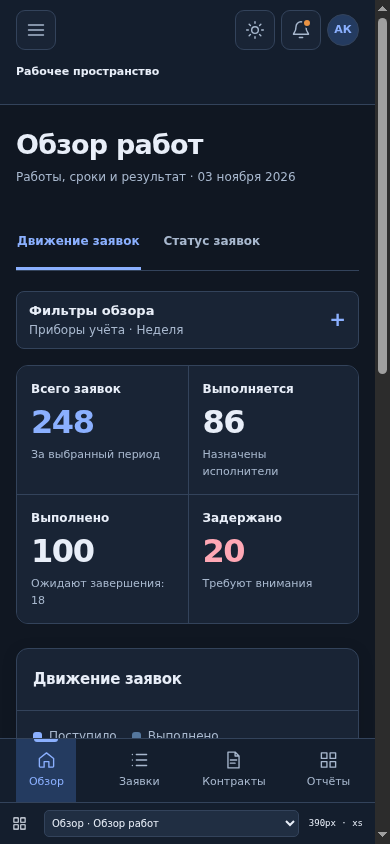 АК
Рабочее пространство
Обзор работ
Работы, сроки и результат · 03 ноября 2026
Движение заявок Статус заявок
Фильтры обзора
Приборы учёта · Неделя
+
Всего заявок
248
За выбранный период
Выполняется
86
Назначены
исполнители
Выполнено
100
Ожидают завершения:
18
Задержано
20
Требуют внимания
Движение заявок
Поступило Выполнено
Обзор Заявки Контракты Отчёты
Обзор · Обзор работ
390px · xs